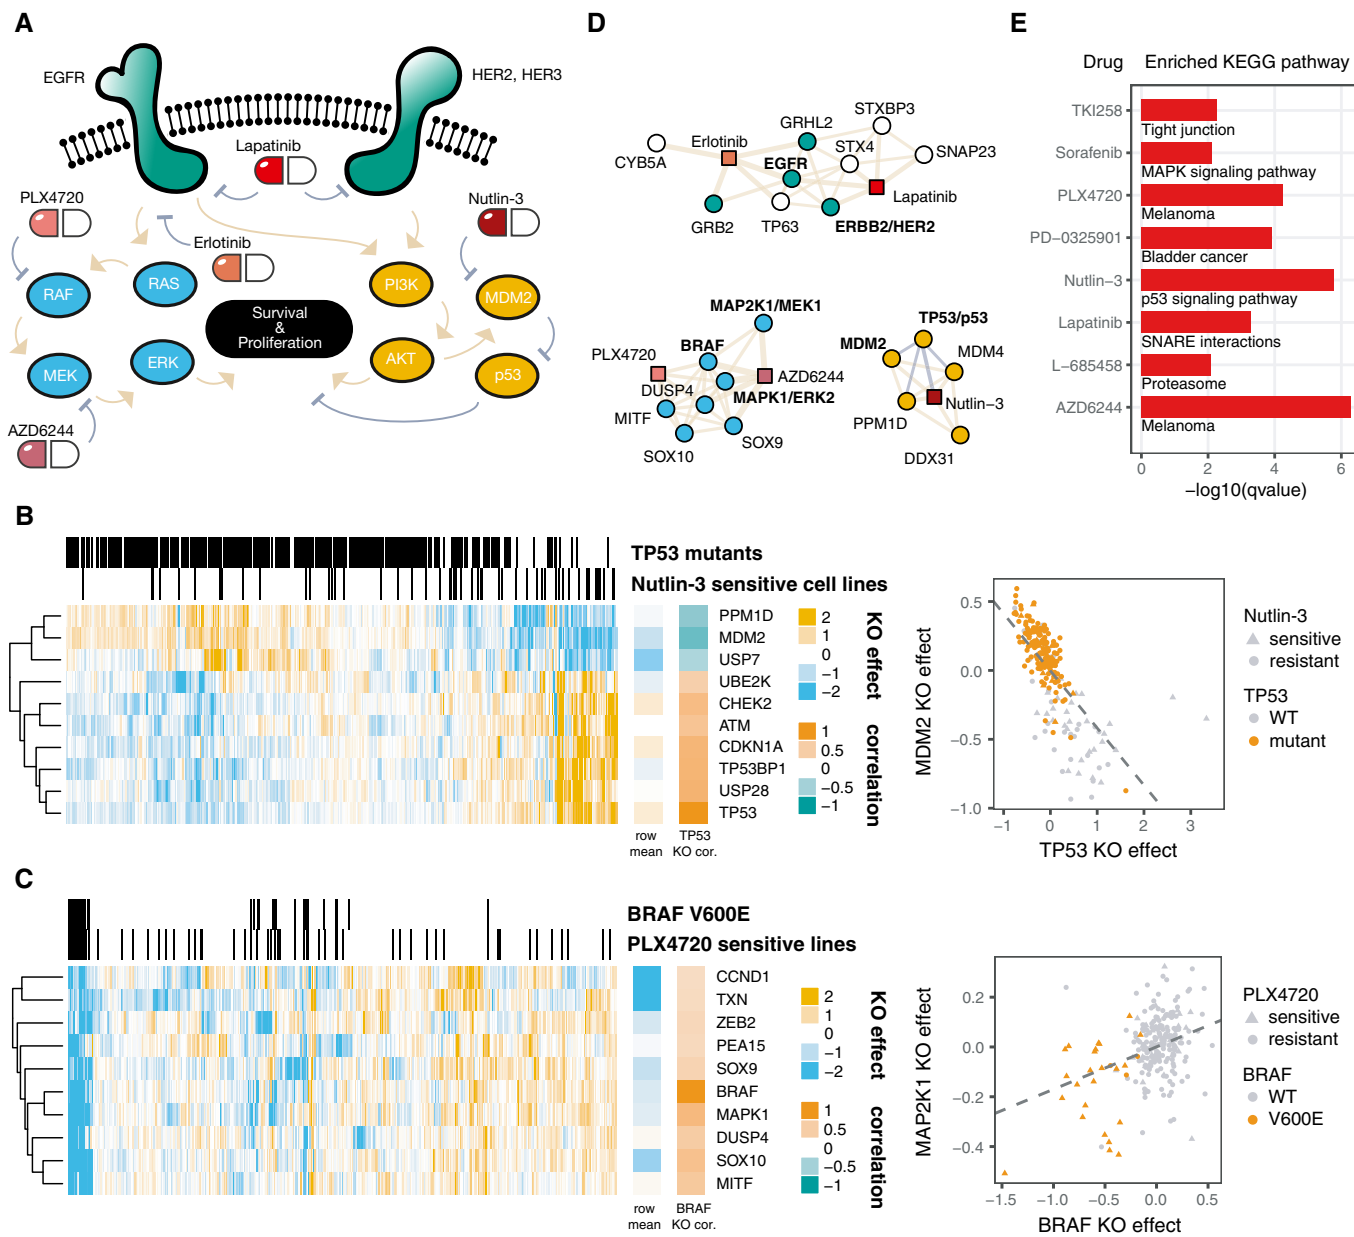 A
EGFR
HER2, HER3
Lapatinib
PLX4720
Nutlin-3
Erlotinib
RAF
RAS
PI3K
MDM2
Survival
&
Proliferation
MEK
ERK
AKT
p53
AZD6244
D
STXBP3
GRHL2
Erlotinib
STX4
SNAP23
CYB5A
EGFR
Lapatinib
GRB2
TP63
ERBB2/HER2
MAP2K1/MEK1
TP53/p53
BRAF
MDM2
MDM4
PLX4720
AZD6244
DUSP4
MAPK1/ERK2
Nutlin−3
MITF
PPM1D
SOX9
SOX10
DDX31
E
Drug
Enriched KEGG pathway
TKI258
Tight junction
Sorafenib
MAPK signaling pathway
PLX4720
Melanoma
PD−0325901
Bladder cancer
Nutlin−3
p53 signaling pathway
Lapatinib
SNARE interactions
L−685458
Proteasome
AZD6244
Melanoma
0 2 4 6
−log10(qvalue)
B
TP53 mutants
Nutlin-3 sensitive cell lines
PPM1D
MDM2
USP7
UBE2K
CHEK2
ATM
CDKN1A
TP53BP1
USP28
TP53
row
mean
TP53
KO cor.
2
1
0
−1
−2
KO effect
1
0.5
0
−0.5
−1
correlation
0.5
0.0
−0.5
−1.0
MDM2 KO effect
−1 0 1 2 3
TP53 KO effect
Nutlin-3
sensitive
resistant
TP53
WT
mutant
C
BRAF V600E
PLX4720 sensitive lines
CCND1
TXN
ZEB2
PEA15
SOX9
BRAF
MAPK1
DUSP4
SOX10
MITF
row
mean
BRAF
KO cor.
2
1
0
−1
−2
KO effect
1
0.5
0
−0.5
−1
correlation
0.2
0.0
−0.2
−0.4
MAP2K1 KO effect
−1.5 −1.0 −0.5 0.0 0.5
BRAF KO effect
PLX4720
sensitive
resistant
BRAF
WT
V600E